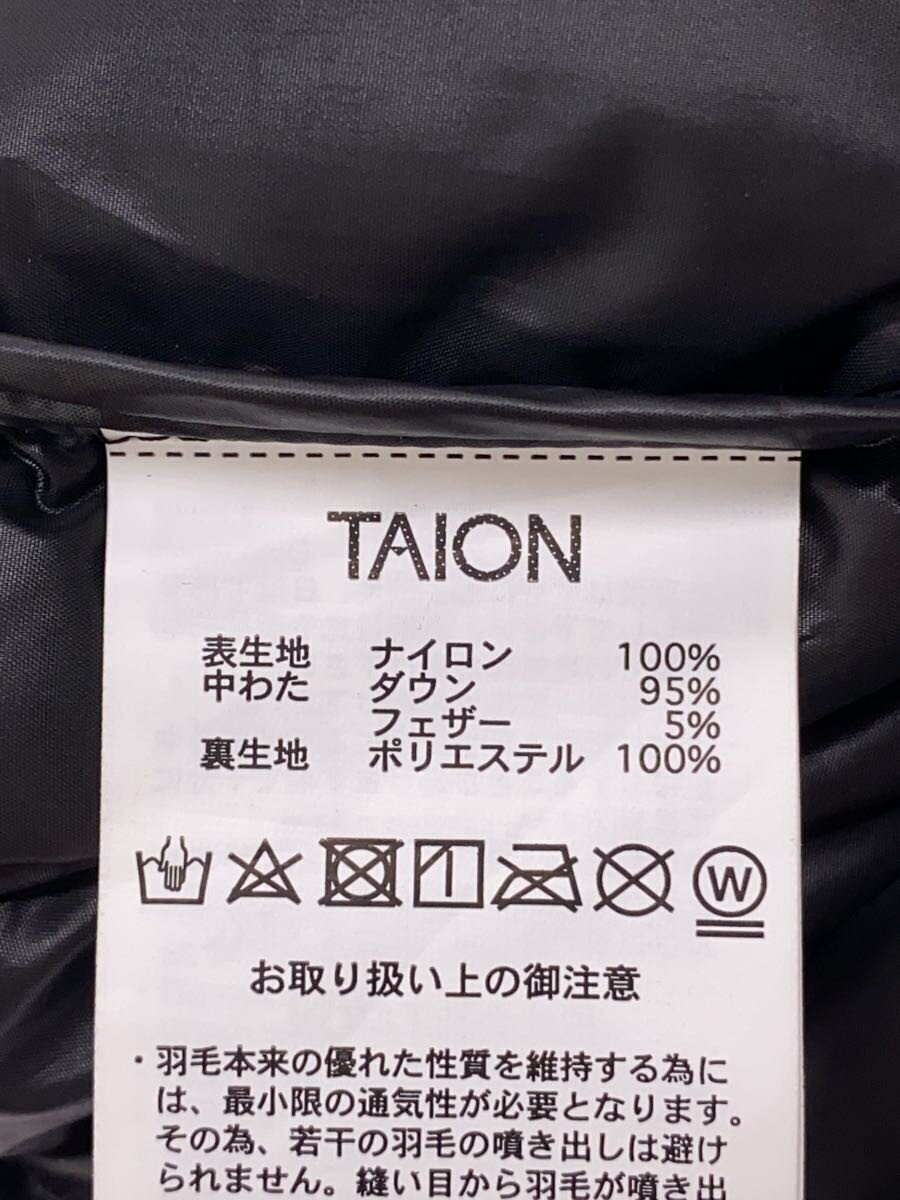 TAION
表生地 ナイロン 100%
中わた ダウン 95%
フェザー 5%
裏生地 ポリエステル 100%
W
お取り扱い上の御注意
・羽毛本来の優れた性質を維持する為に
は、最小限の通気性が必要となります。
その為、若干の羽毛の噴き出しは避け
られません。縫い目から羽毛が噴き出